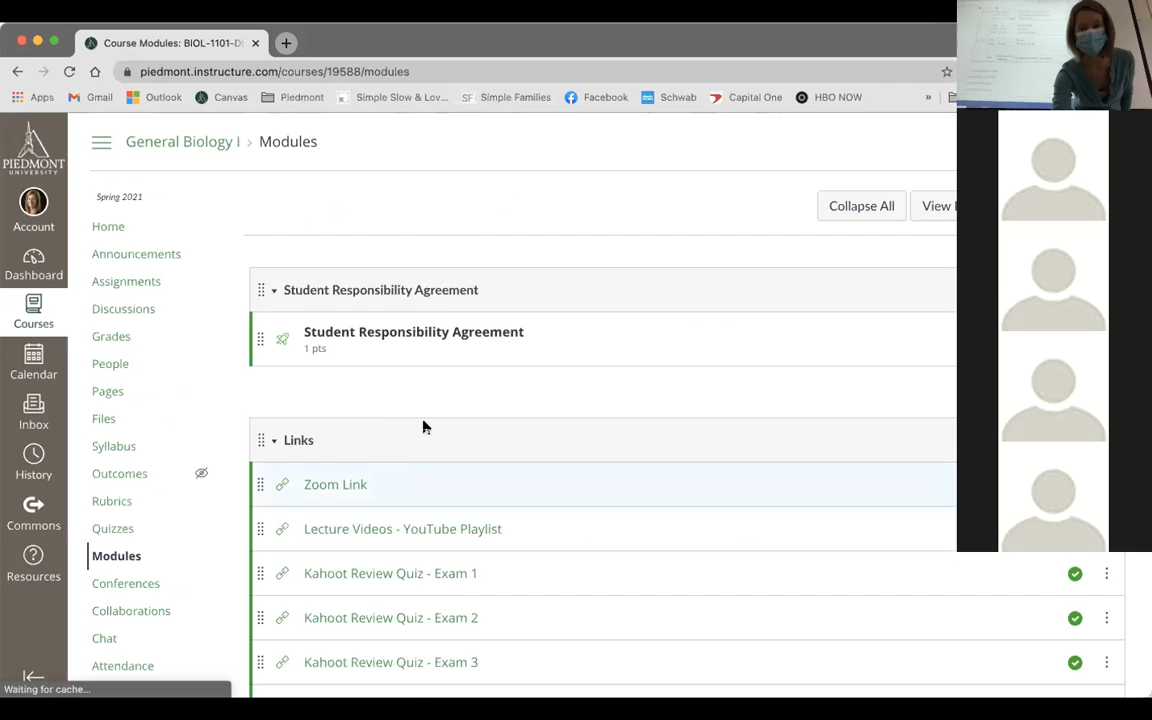 Course Modules: BIOL-1101-D
piedmont.instructure.com/courses/19588/modules
Apps Gmail Outlook Canvas Piedmont Simple Slow & Lov... SF Simple Families Facebook Schwab Capital One HBO NOW »
PIEDMONT
UNIVERSITY
Account
Dashboard
Courses
Calendar
Inbox
History
Commons
Resources
General Biology I › Modules
Spring 2021
Home
Announcements
Assignments
Discussions
Grades
People
Pages
Files
Syllabus
Outcomes
Rubrics
Quizzes
Modules
Conferences
Collaborations
Chat
Attendance
Collapse All View
Student Responsibility Agreement
Student Responsibility Agreement
1 pts
Links
Zoom Link
Lecture Videos - YouTube Playlist
Kahoot Review Quiz - Exam 1
Kahoot Review Quiz - Exam 2
Kahoot Review Quiz - Exam 3
Waiting for cache...